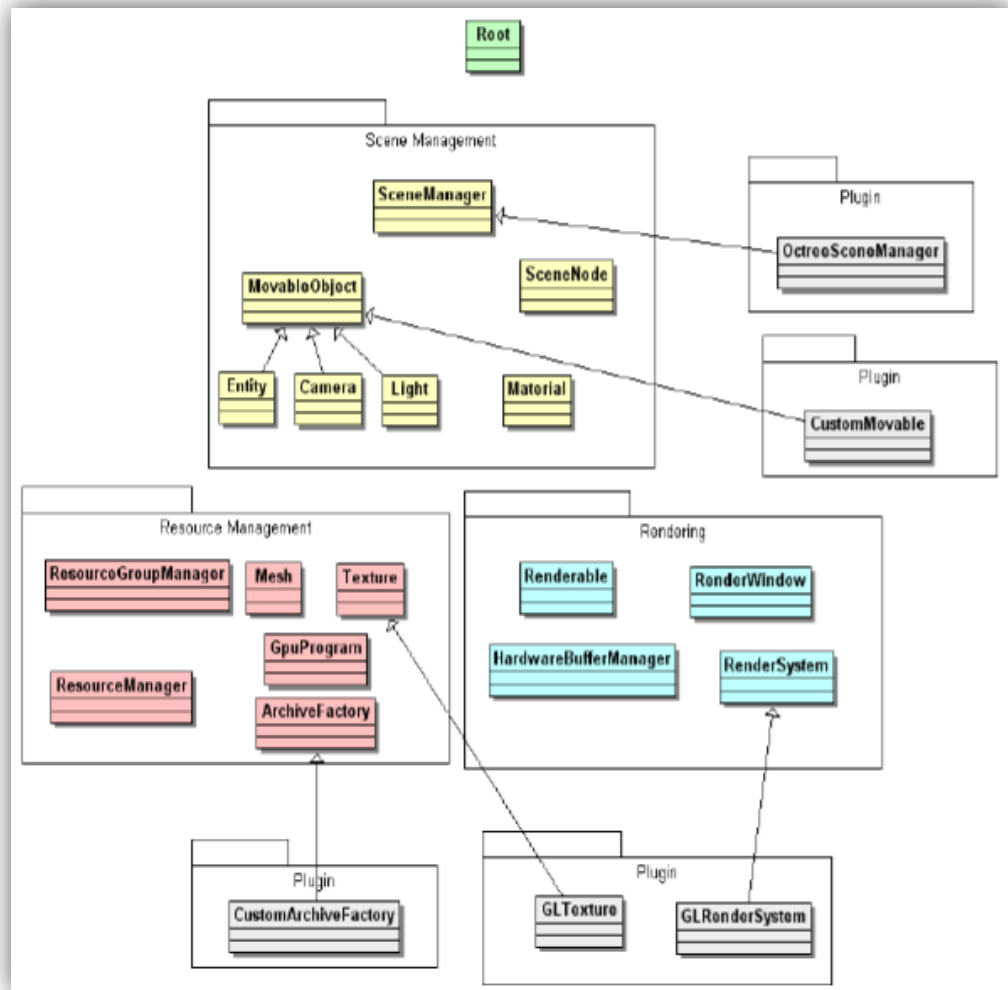 Root
Scene Management
SceneManager
Plugin
OctreeSceneManager
SceneNode
MovableObject
Plugin
Entity
Camera
Light
Material
CustomMovable
Resource Management
Rendering
ResourceGroupManager
Mesh
Texture
Renderable
RenderWindow
GpuProgram
HardwareBufferManager
RenderSystem
ResourceManager
ArchiveFactory
Plugin
Plugin
CustomArchiveFactory
GLTexture
GLRenderSystem